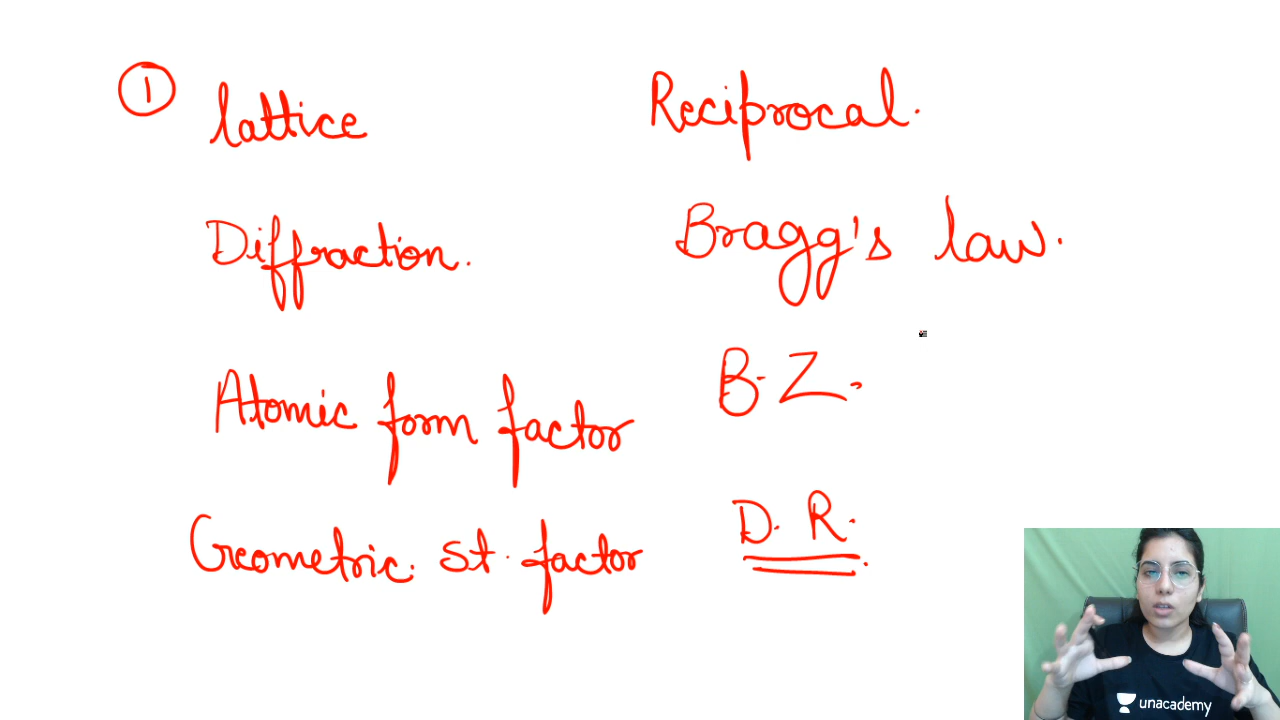 ① lattice Reciprocal.
Diffraction. Bragg's law.
Atomic form factor B.Z.
Geometric. st. factor D.R.
unacademy